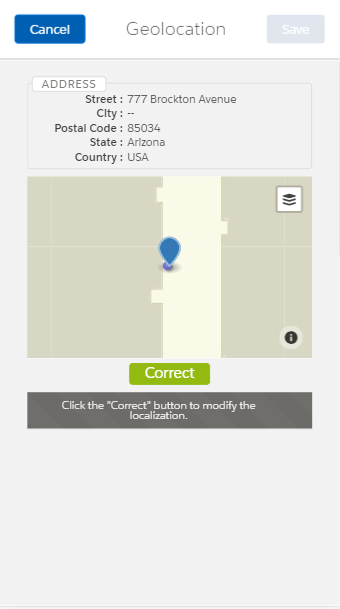 Cancel Geolocation Save
ADDRESS
Street : 777 Brockton Avenue
City : --
Postal Code : 85034
State : Arizona
Country : USA
i
Correct
Click the "Correct" button to modify the
localization.